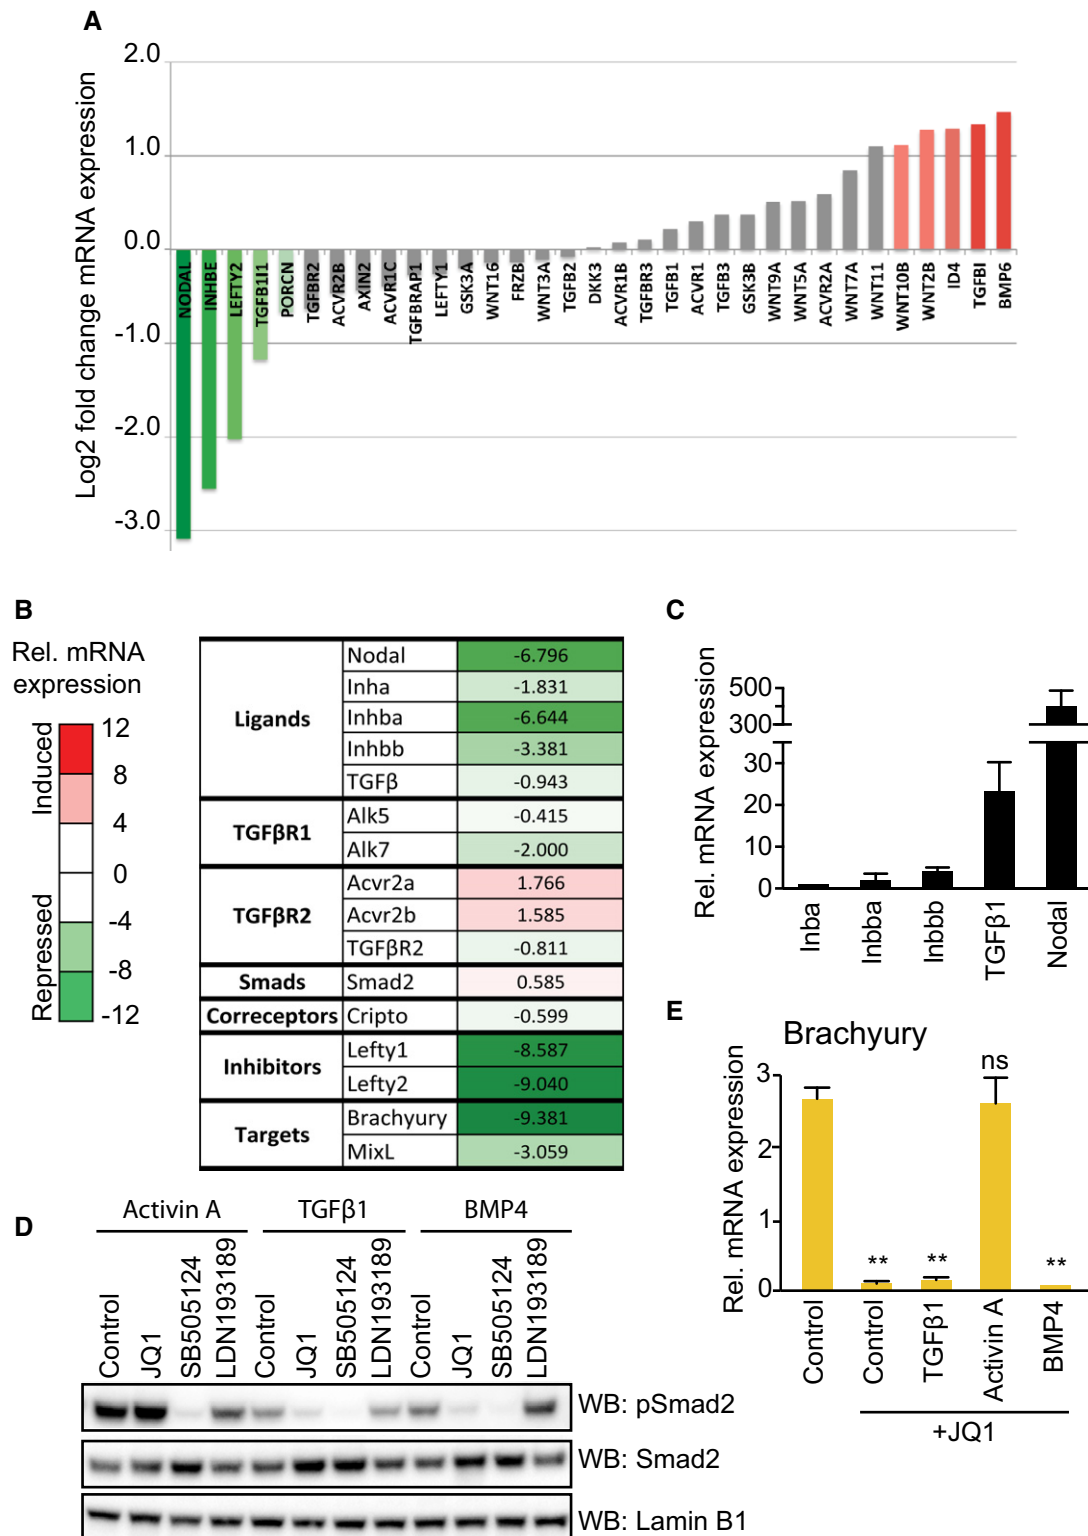 A
Log2 fold change mRNA expression
2.0
1.0
0.0
-1.0
-2.0
-3.0
NODAL
INHBE
LEFTY2
TGFB1I1
PORCN
TGFBR2
ACVR2B
AXIN2
ACVR1C
TGFBRAP1
LEFTY1
GSK3A
WNT16
FRZB
WNT3A
TGFB2
DKK3
ACVR1B
TGFBR3
TGFB1
ACVR1
TGFB3
GSK3B
WNT9A
WNT5A
ACVR2A
WNT7A
WNT11
WNT10B
WNT2B
ID4
TGFBI
BMP6
B
Rel. mRNA
expression
Induced
Repressed
12
8
4
0
-4
-8
-12
Ligands
Nodal -6.796
Inha -1.831
Inhba -6.644
Inhbb -3.381
TGFβ -0.943
TGFβR1
Alk5 -0.415
Alk7 -2.000
TGFβR2
Acvr2a 1.766
Acvr2b 1.585
TGFβR2 -0.811
Smads Smad2 0.585
Correceptors Cripto -0.599
Inhibitors
Lefty1 -8.587
Lefty2 -9.040
Targets
Brachyury -9.381
MixL -3.059
C
Rel. mRNA expression
500
300
30
20
10
0
Inba
Inbba
Inbbb
TGFβ1
Nodal
D
Activin A TGFβ1 BMP4
Control
JQ1
SB505124
LDN193189
Control
JQ1
SB505124
LDN193189
Control
JQ1
SB505124
LDN193189
WB: pSmad2
WB: Smad2
WB: Lamin B1
E
Brachyury
Rel. mRNA expression
3
2
1
0
** ** ns **
Control
Control
TGFβ1
Activin A
BMP4
+JQ1